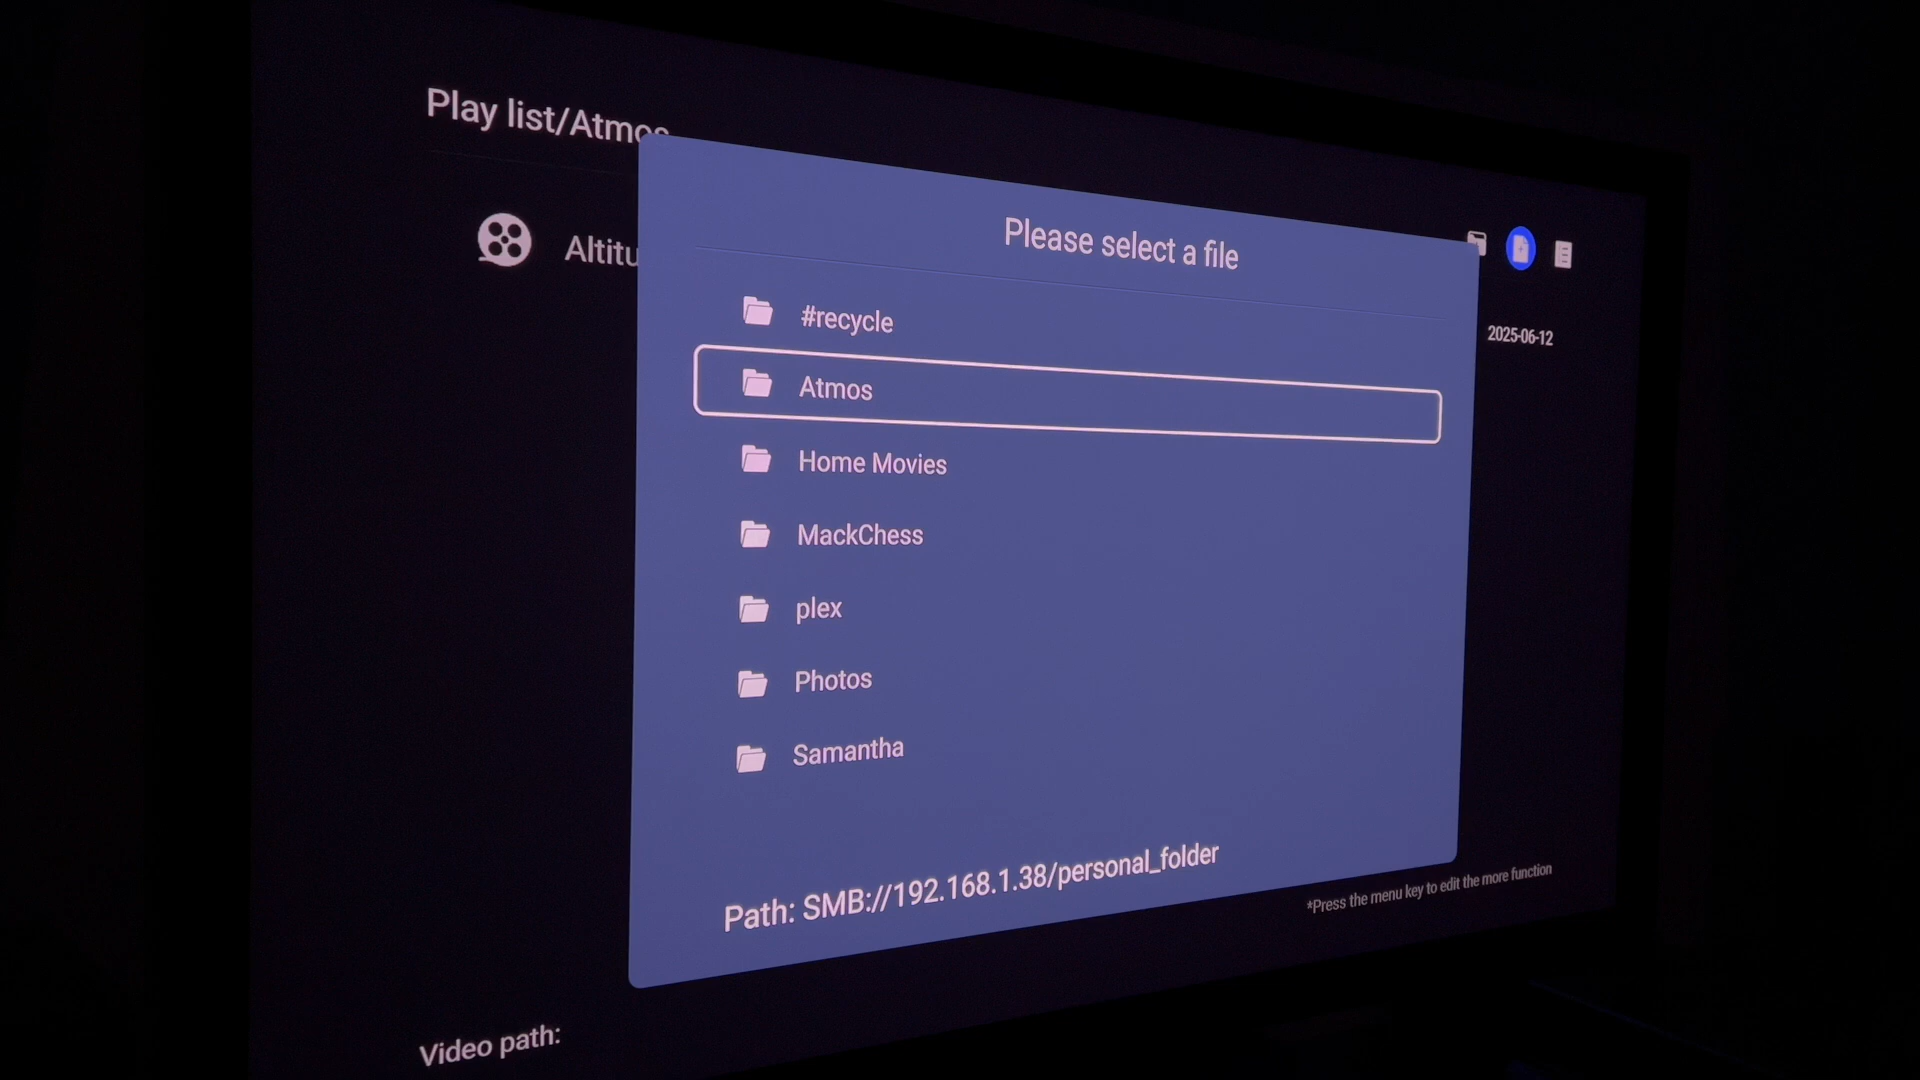 Play list/Atmos
Altitu
Please select a file
#recycle
Atmos
Home Movies
MackChess
plex
Photos
Samantha
Path: SMB://192.168.1.38/personal_folder
2025-06-12
*Press the menu key to edit the more function
Video path: